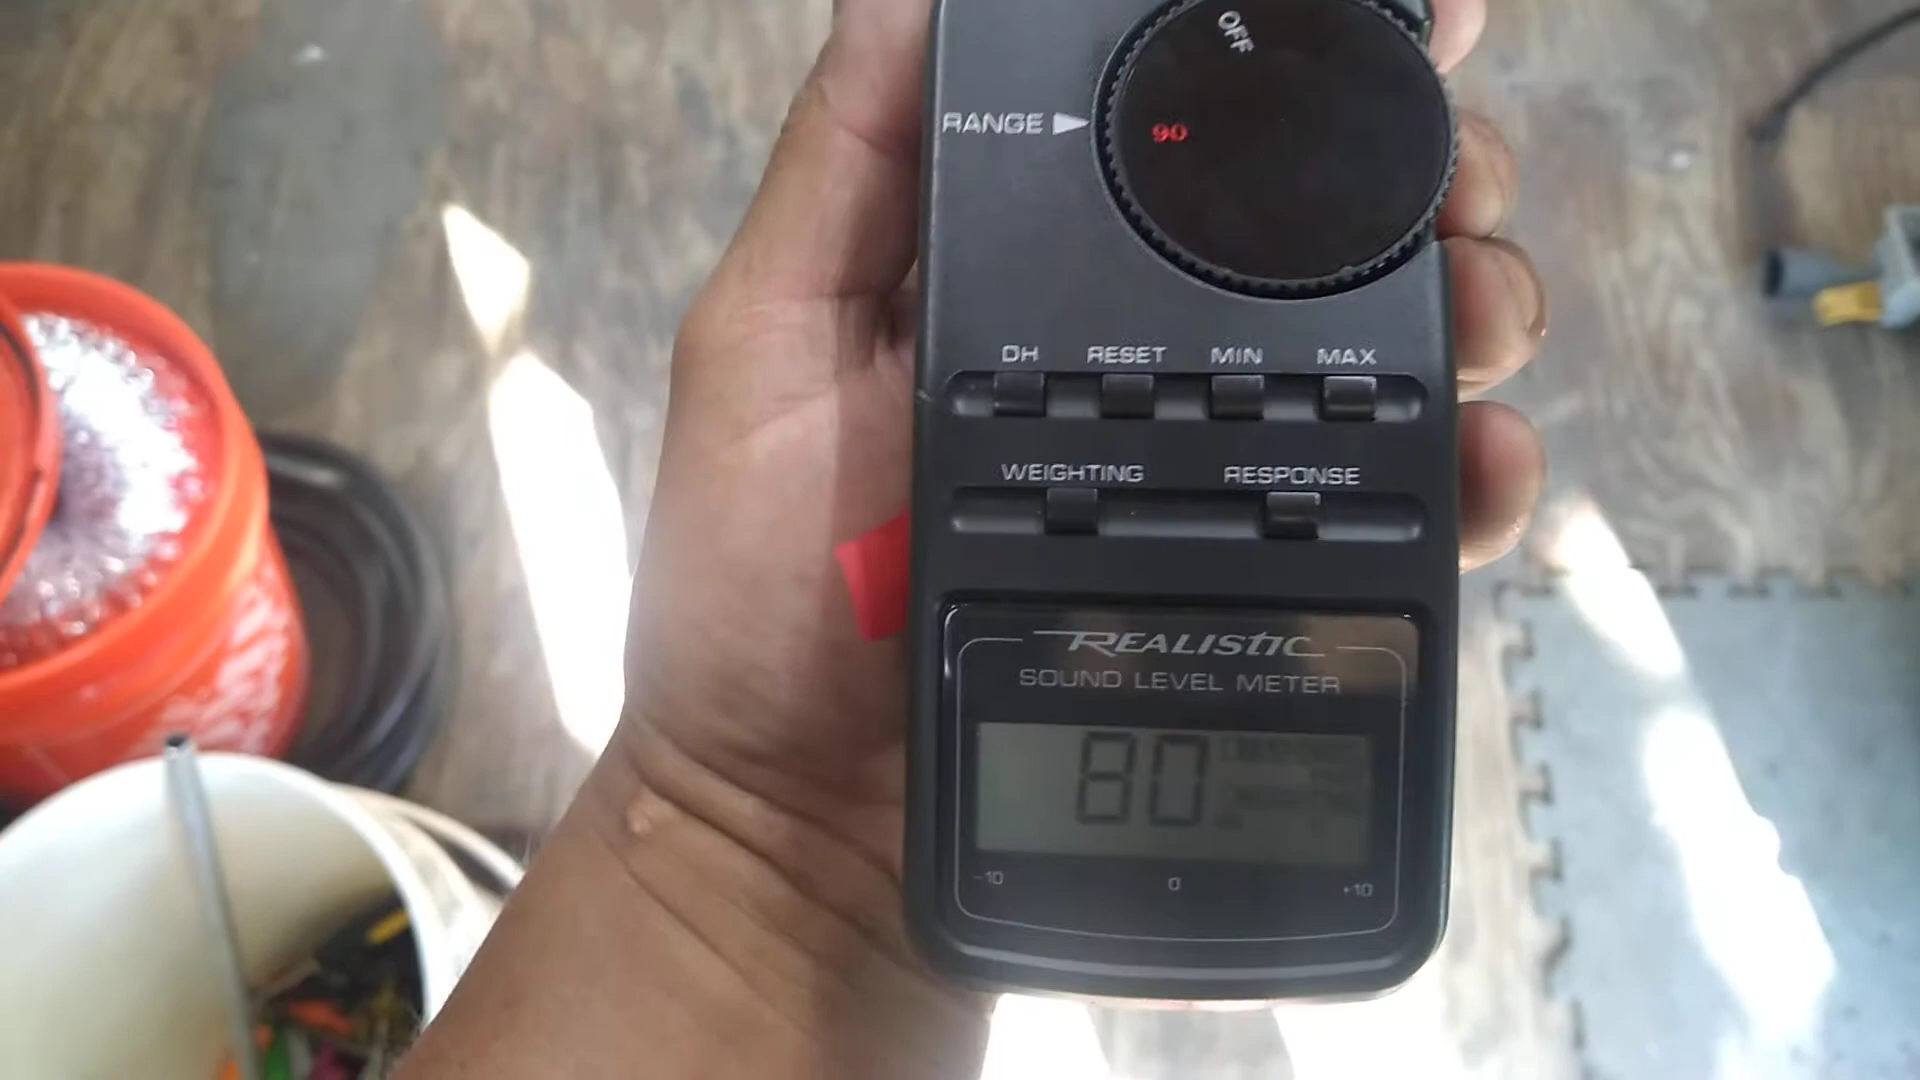 OFF
RANGE
90
DH RESET MIN MAX
WEIGHTING RESPONSE
REALISTIC
SOUND LEVEL METER
80
-10 0 +10